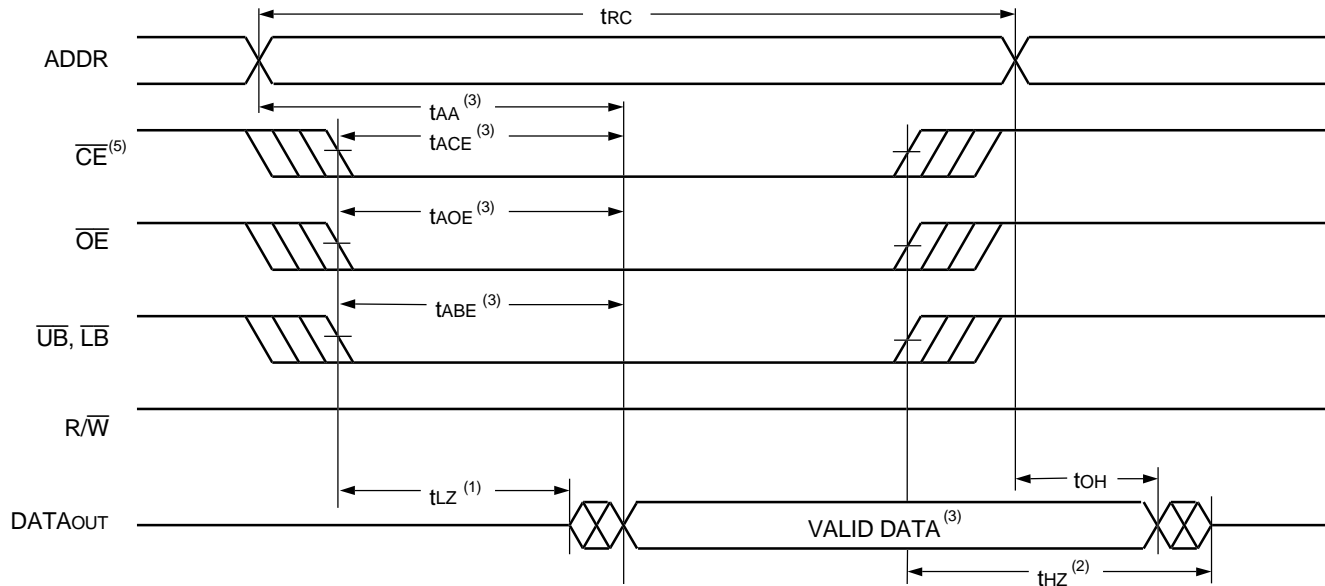 tRC
ADDR
tAA (3)
CE (5)
tACE (3)
OE
tAOE (3)
UB, LB
tABE (3)
R/W
tLZ (1)
tOH
DATAOUT
VALID DATA (3)
tHZ (2)